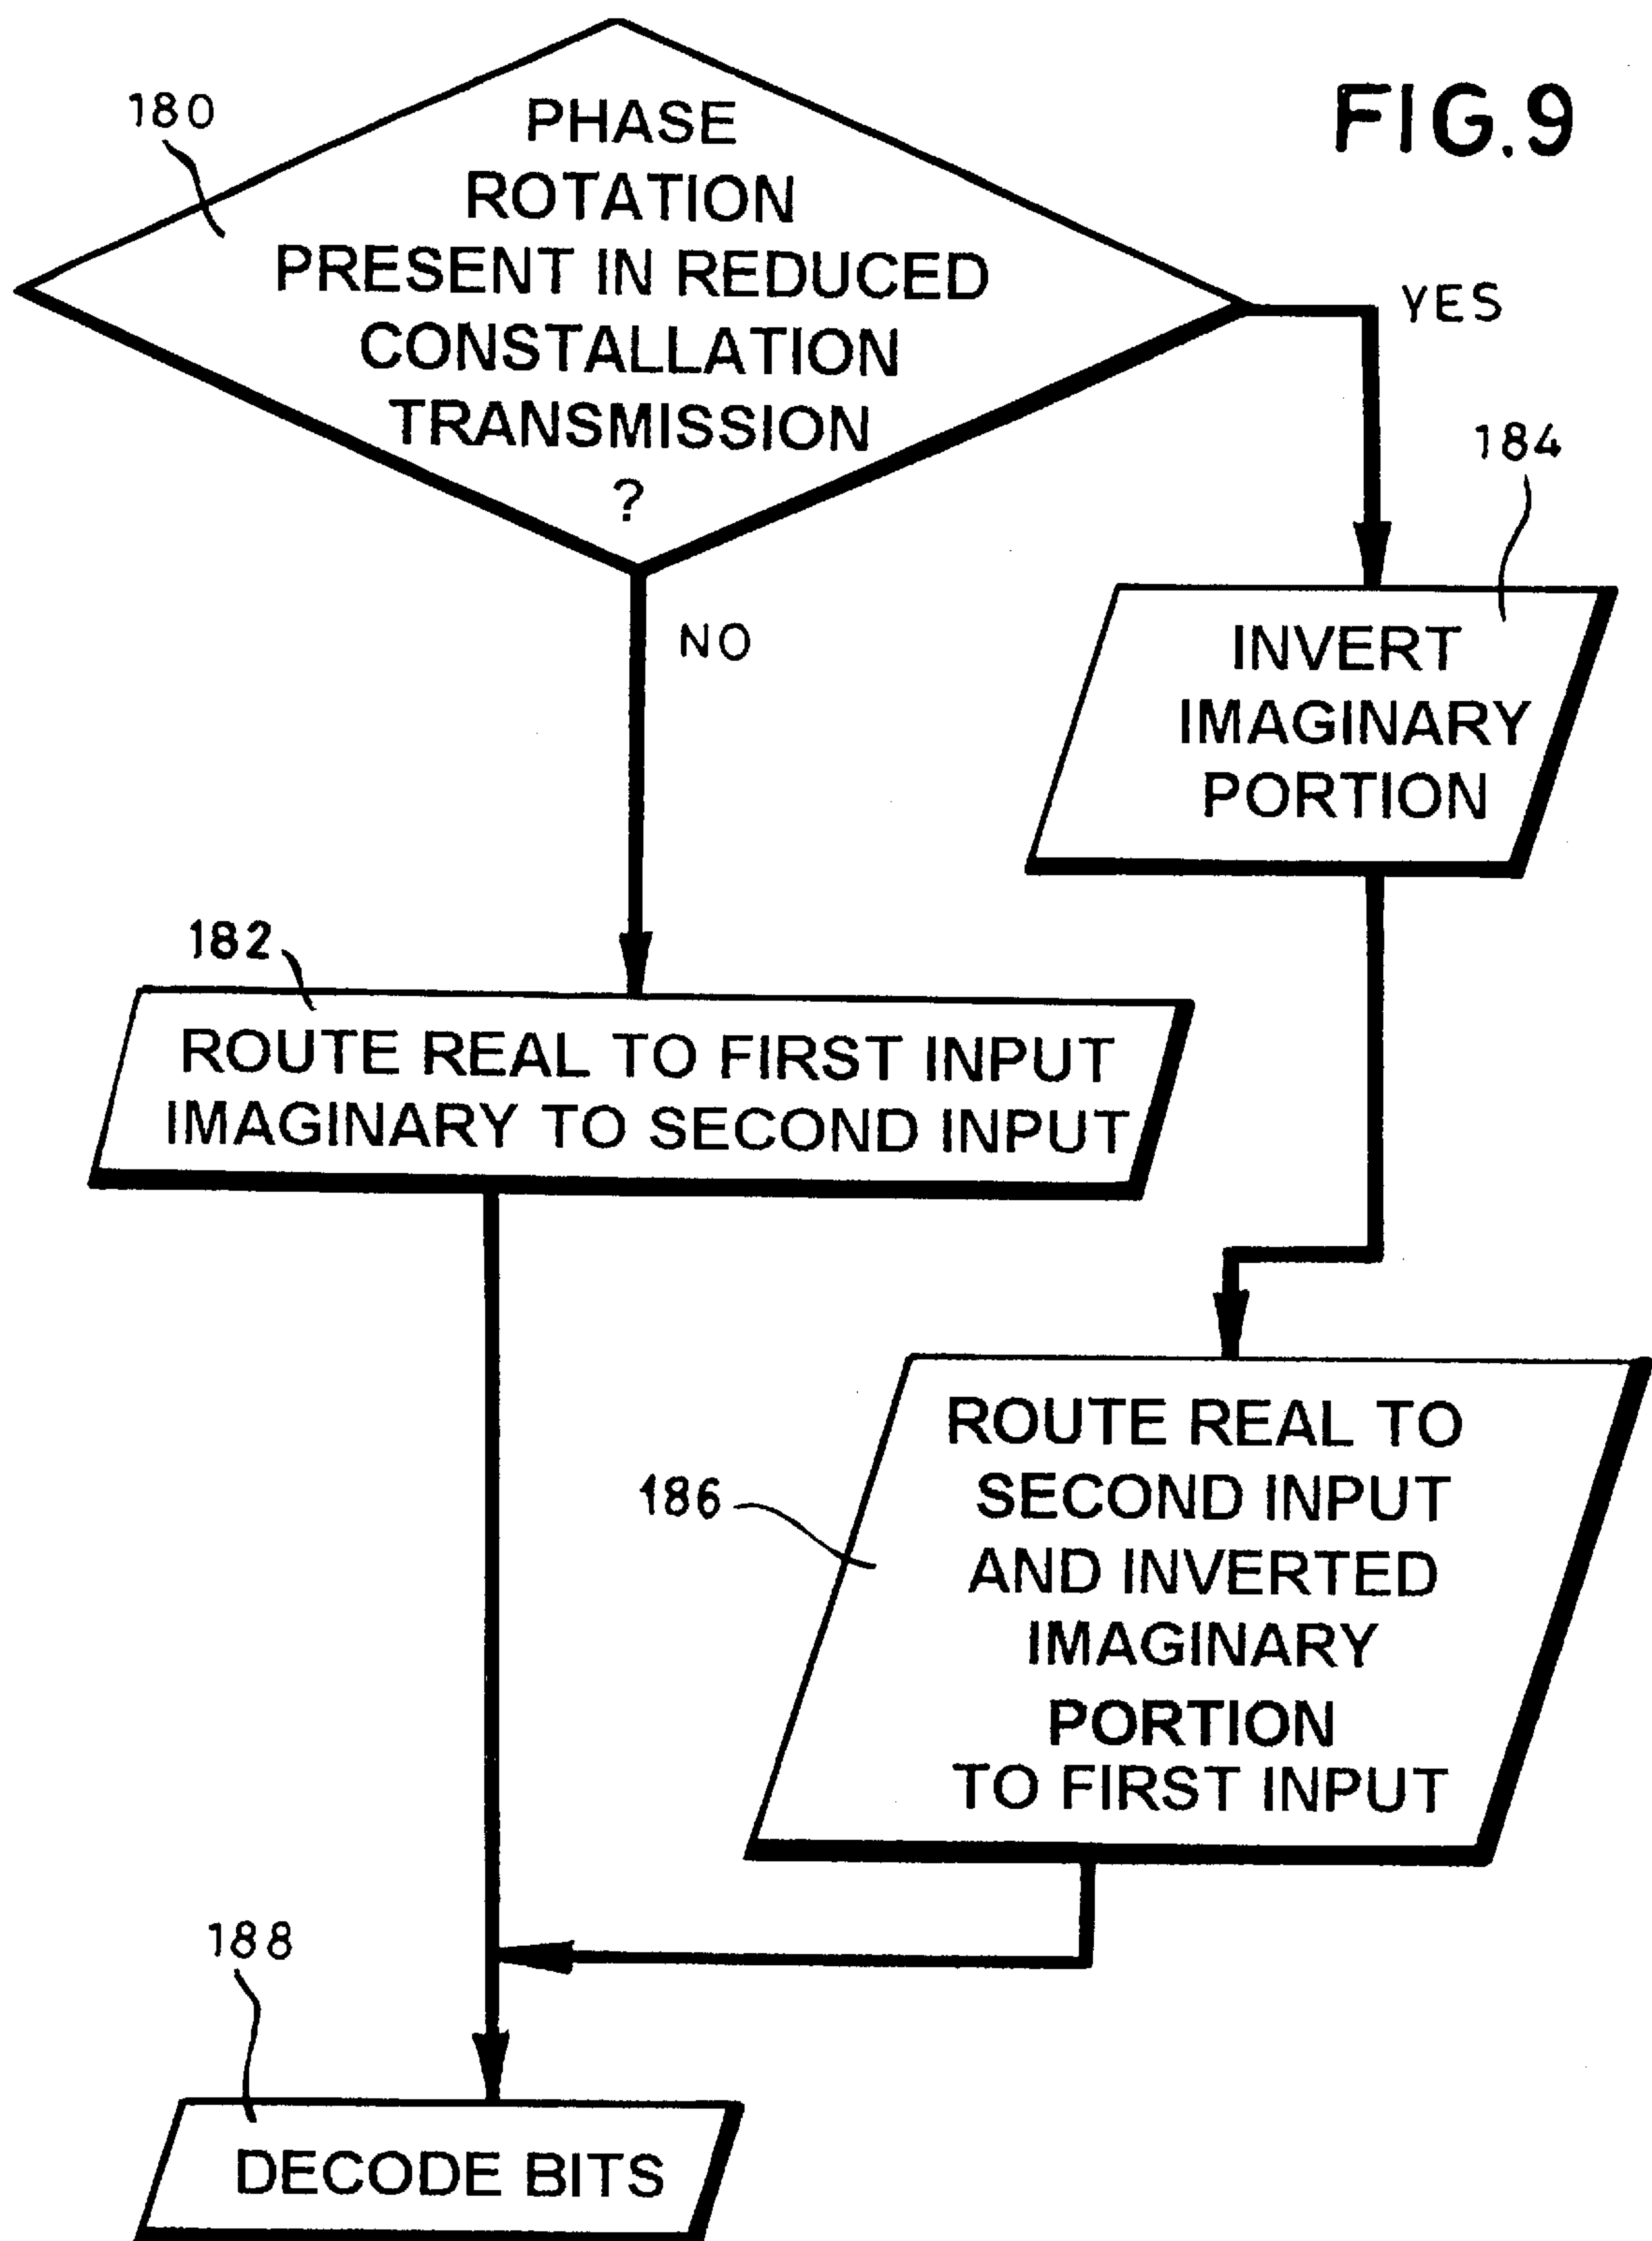 FIG.9
180
PHASE
ROTATION
PRESENT IN REDUCED
CONSTALLATION
TRANSMISSION
?
YES
NO
184
INVERT
IMAGINARY
PORTION
182
ROUTE REAL TO FIRST INPUT
IMAGINARY TO SECOND INPUT
186
ROUTE REAL TO
SECOND INPUT
AND INVERTED
IMAGINARY
PORTION
TO FIRST INPUT
188
DECODE BITS